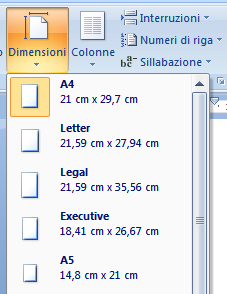 Interruzioni
Numeri di riga
Dimensioni
Colonne
Sillabazione
A4
21 cm x 29,7 cm
Letter
21,59 cm x 27,94 cm
Legal
21,59 cm x 35,56 cm
Executive
18,41 cm x 26,67 cm
A5
14,8 cm x 21 cm